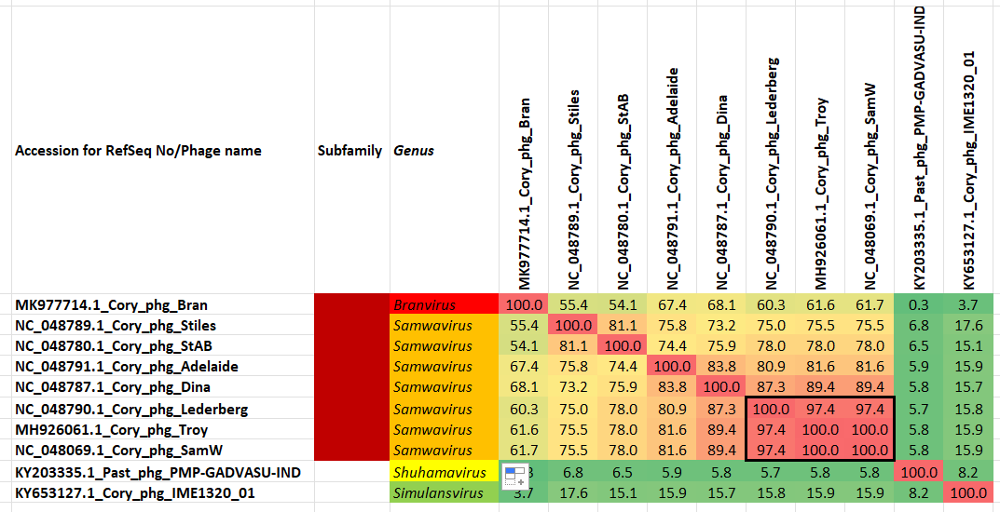 Accession for RefSeq No/Phage name Subfamily Genus MK977714.1_Cory_phg_Bran NC_048789.1_Cory_phg_Stiles NC_048780.1_Cory_phg_StAB NC_048791.1_Cory_phg_Adelaide NC_048787.1_Cory_phg_Dina NC_048790.1_Cory_phg_Lederberg MH926061.1_Cory_phg_Troy NC_048069.1_Cory_phg_SamW KY203335.1_Past_phg_PMP-GADVASU-IND KY653127.1_Cory_phg_IME1320_01
MK977714.1_Cory_phg_Bran Branvirus 100.0 55.4 54.1 67.4 68.1 60.3 61.6 61.7 0.3 3.7
NC_048789.1_Cory_phg_Stiles Samwavirus 55.4 100.0 81.1 75.8 73.2 75.0 75.5 75.5 6.8 17.6
NC_048780.1_Cory_phg_StAB Samwavirus 54.1 81.1 100.0 74.4 75.9 78.0 78.0 78.0 6.5 15.1
NC_048791.1_Cory_phg_Adelaide Samwavirus 67.4 75.8 74.4 100.0 83.8 80.9 81.6 81.6 5.9 15.9
NC_048787.1_Cory_phg_Dina Samwavirus 68.1 73.2 75.9 83.8 100.0 87.3 89.4 89.4 5.8 15.7
NC_048790.1_Cory_phg_Lederberg Samwavirus 60.3 75.0 78.0 80.9 87.3 100.0 97.4 97.4 5.7 15.8
MH926061.1_Cory_phg_Troy Samwavirus 61.6 75.5 78.0 81.6 89.4 97.4 100.0 100.0 5.8 15.9
NC_048069.1_Cory_phg_SamW Samwavirus 61.7 75.5 78.0 81.6 89.4 97.4 100.0 100.0 5.8 15.9
KY203335.1_Past_phg_PMP-GADVASU-IND Shuhamavirus 6.8 6.5 5.9 5.8 5.7 5.8 5.8 100.0 8.2
KY653127.1_Cory_phg_IME1320_01 Simulansvirus 3.7 17.6 15.1 15.9 15.7 15.8 15.9 15.9 8.2 100.0